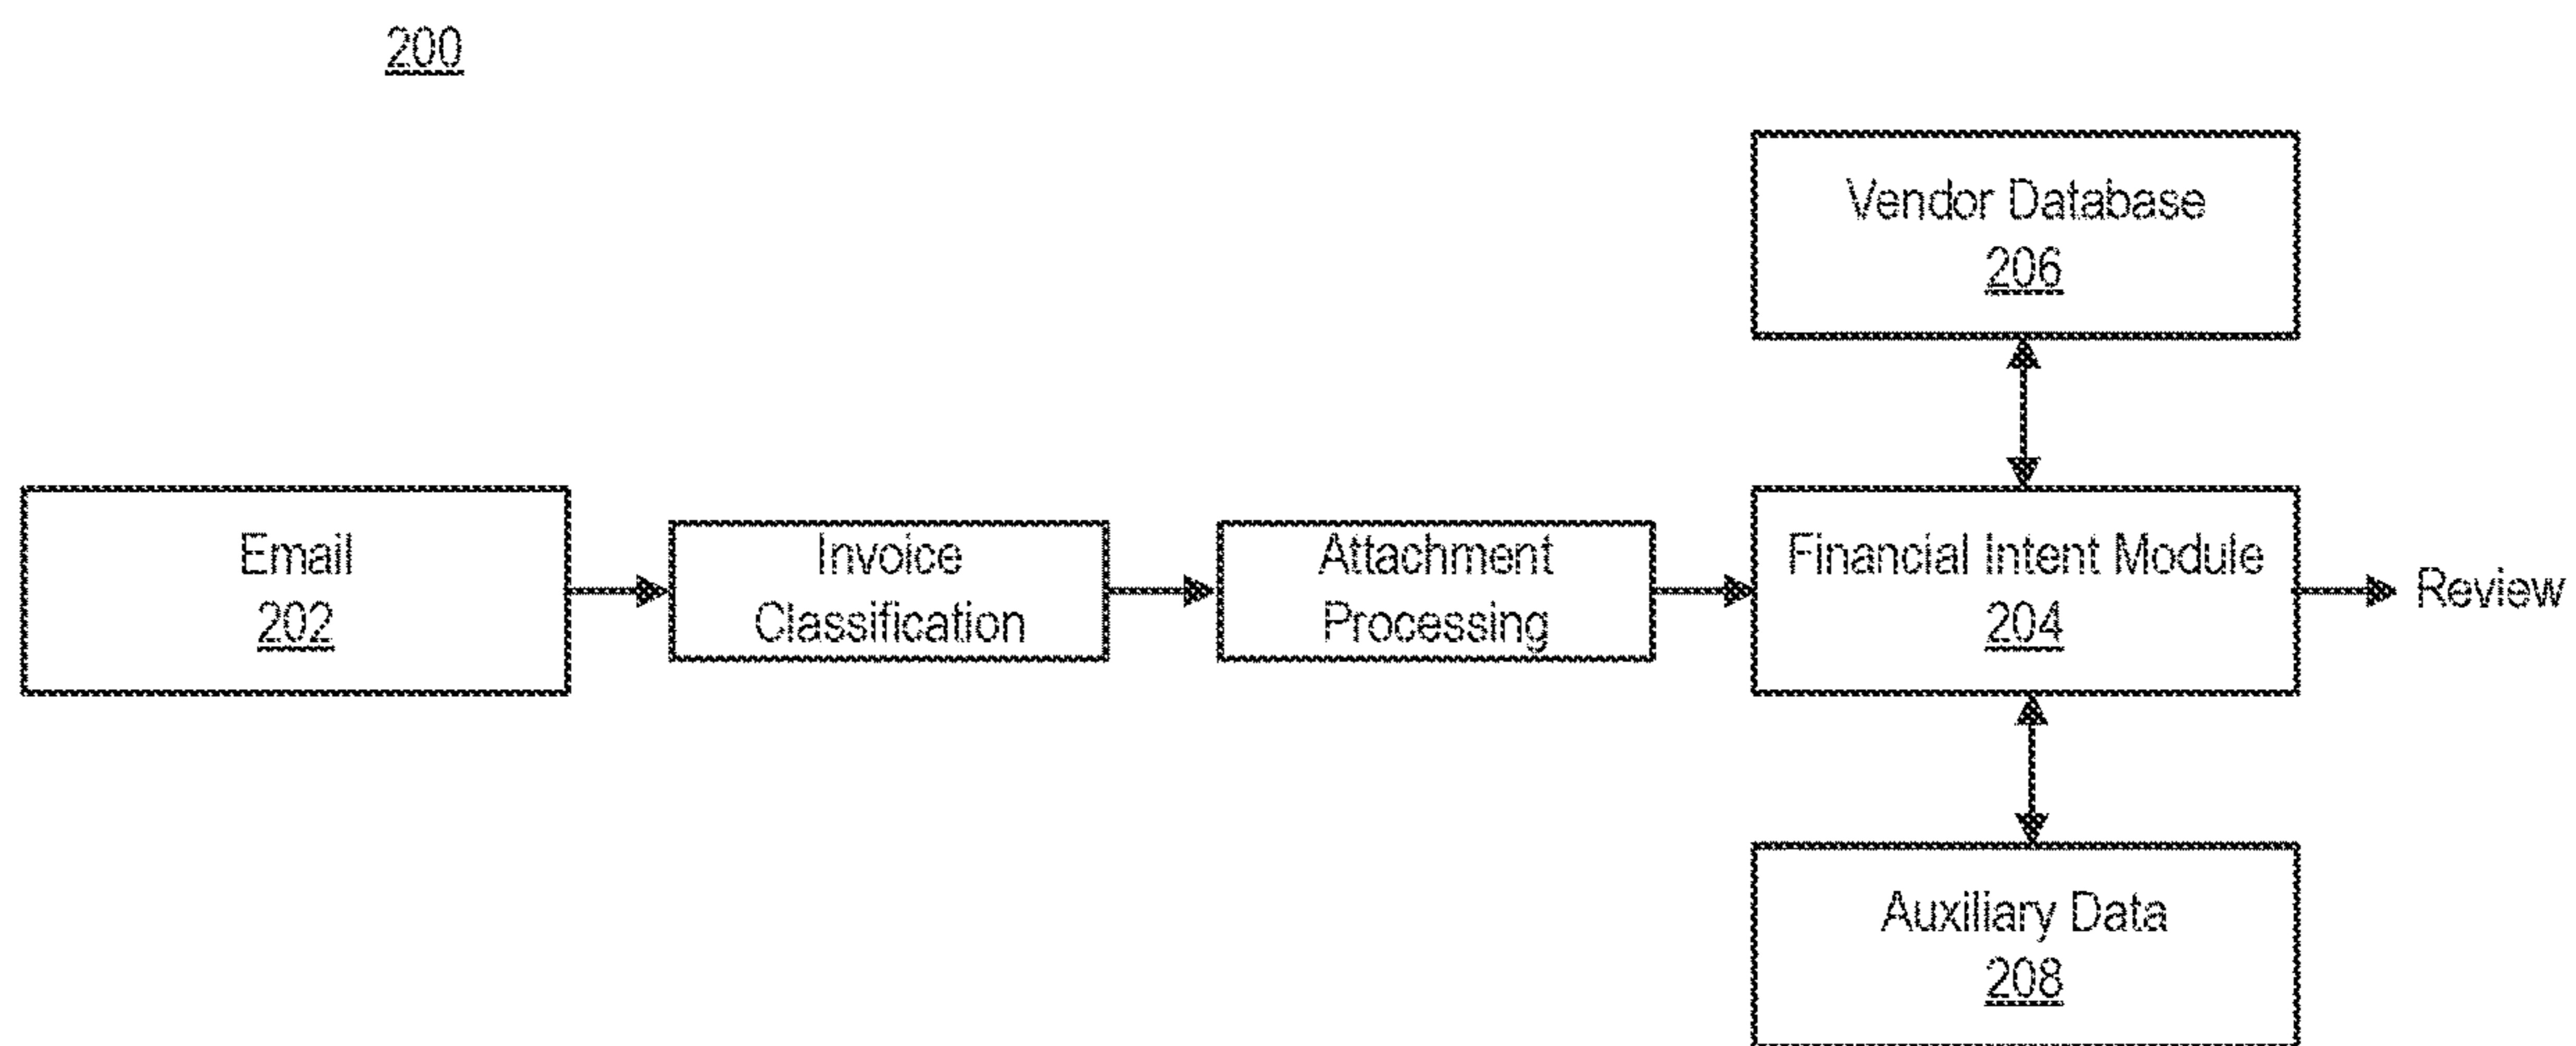 200
Vendor Database
206
Email
202
Invoice
Classification
Attachment
Processing
Financial Intent Module
204
Review
Auxiliary Data
208